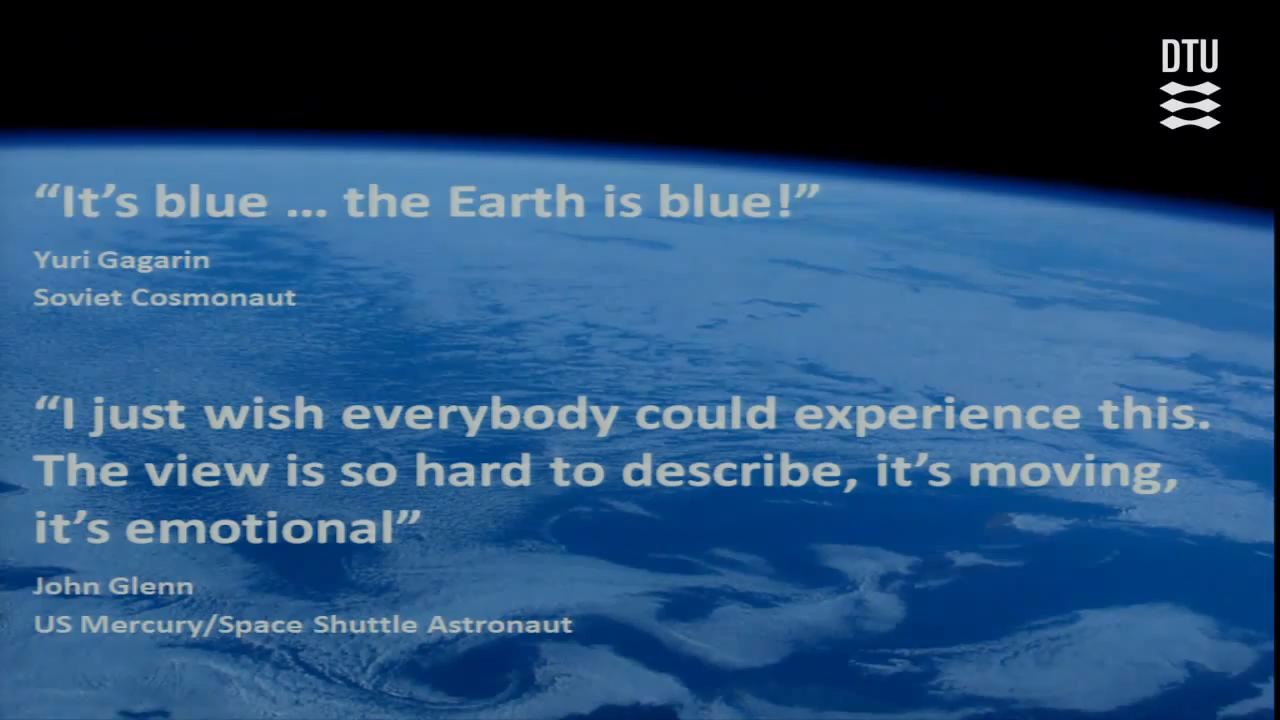 DTU
“It’s blue ... the Earth is blue!”
Yuri Gagarin
Soviet Cosmonaut
“I just wish everybody could experience this.
The view is so hard to describe, it’s moving,
it’s emotional”
John Glenn
US Mercury/Space Shuttle Astronaut